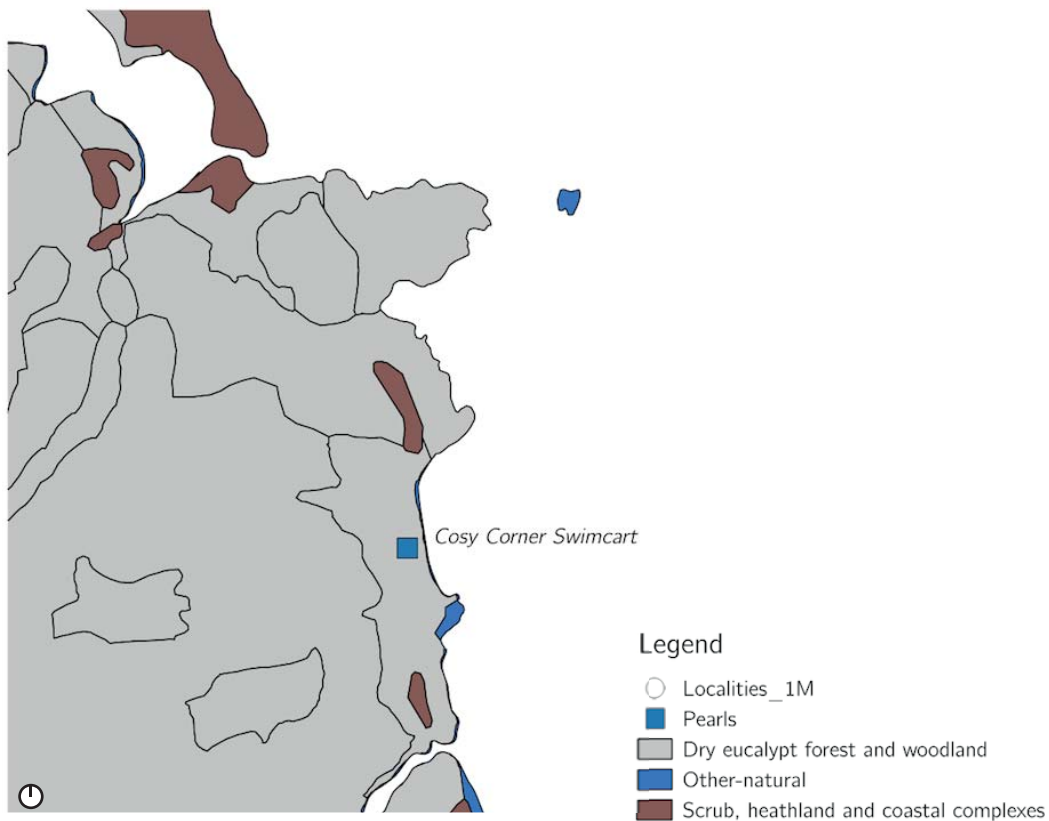 Cosy Corner Swimcart
Legend
Localities_1M
Pearls
Dry eucalypt forest and woodland
Other-natural
Scrub, heathland and coastal complexes